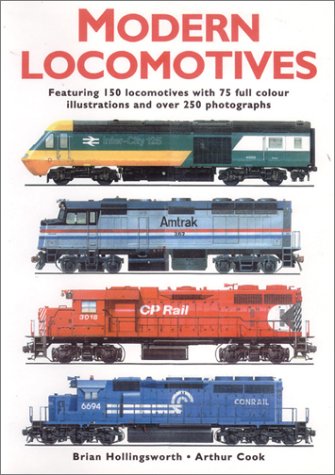 MODERN
LOCOMOTIVES
Featuring 150 locomotives with 75 full colour
illustrations and over 250 photographs
Inter-City 125
Amtrak
CP Rail
6694
CONRAIL
Brian Hollingsworth • Arthur Cook